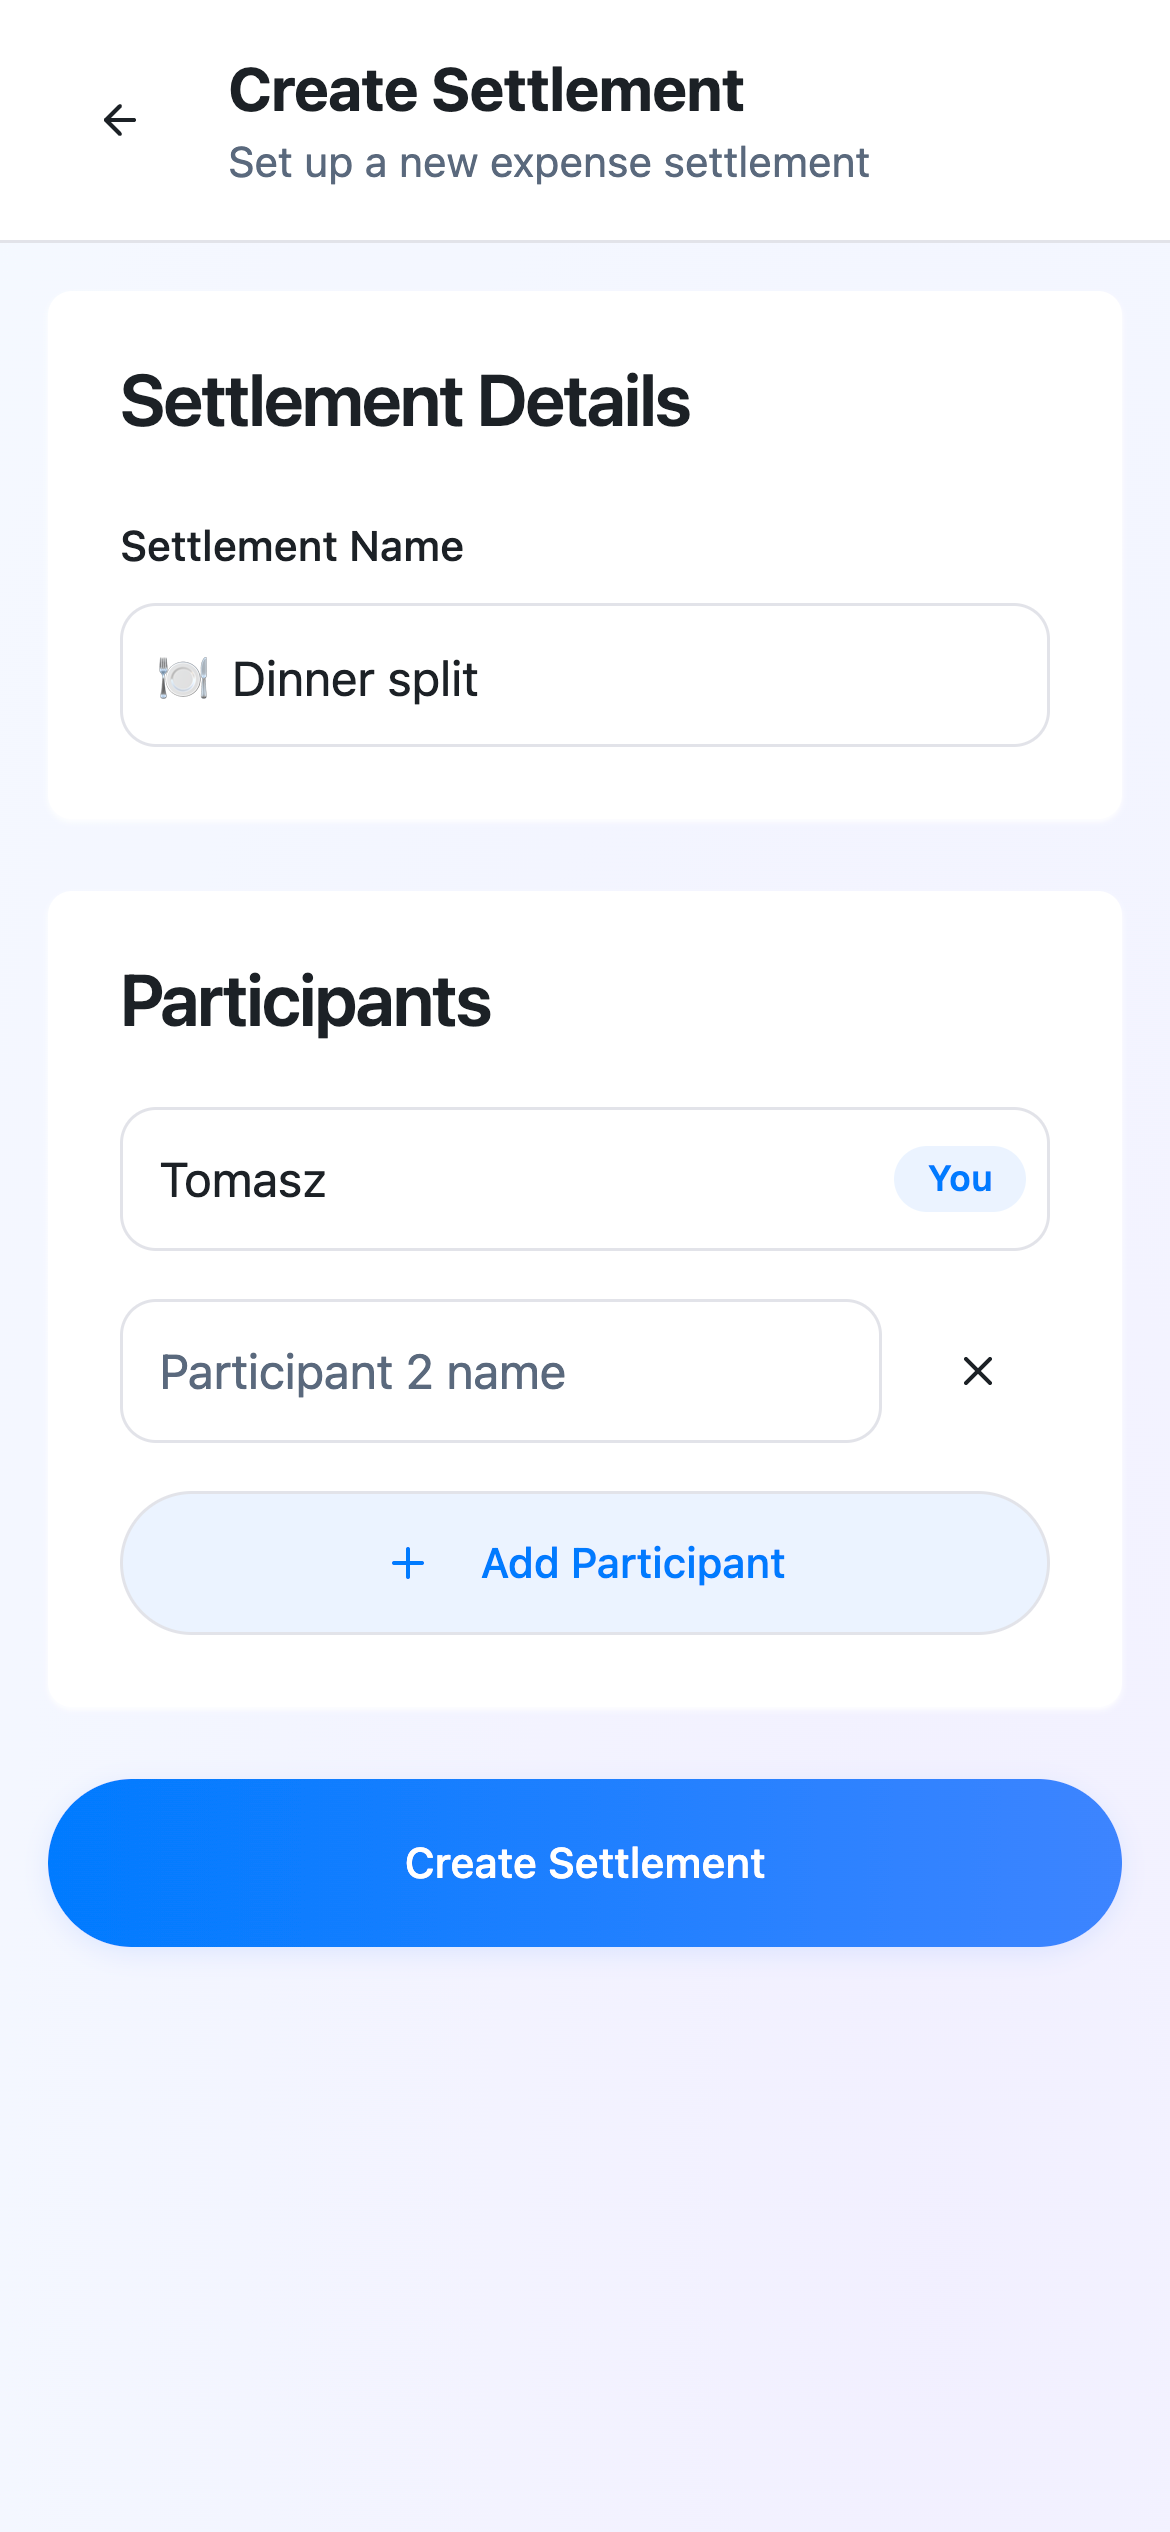 Create Settlement
Set up a new expense settlement
Settlement Details
Settlement Name
🍽️ Dinner split
Participants
Tomasz
You
Participant 2 name
Add Participant
Create Settlement